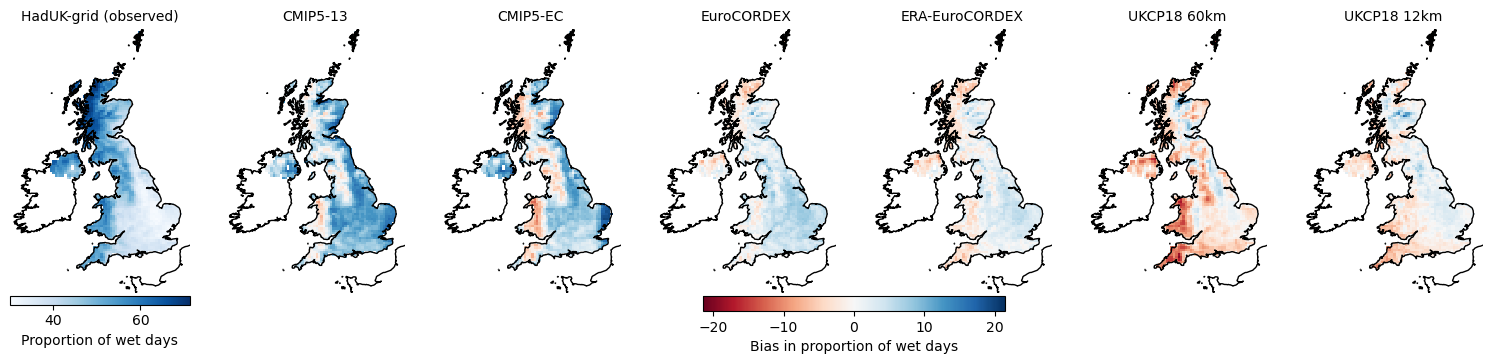 HadUK-grid (observed)
CMIP5-13
CMIP5-EC
EuroCORDEX
ERA-EuroCORDEX
UKCP18 60km
UKCP18 12km
40 60
Proportion of wet days
−20 −10 0 10 20
Bias in proportion of wet days